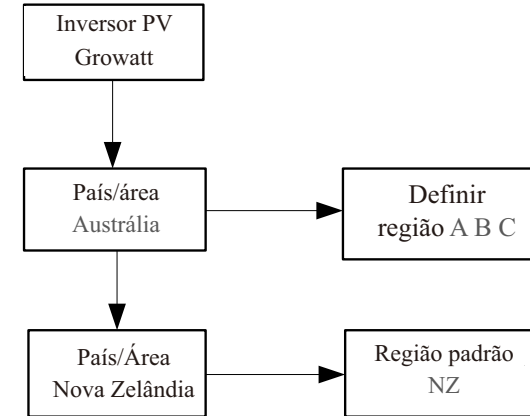 Inversor PV
Growatt
País/área
Austrália
Definir
região A B C
País/Área
Nova Zelândia
Região padrão
NZ